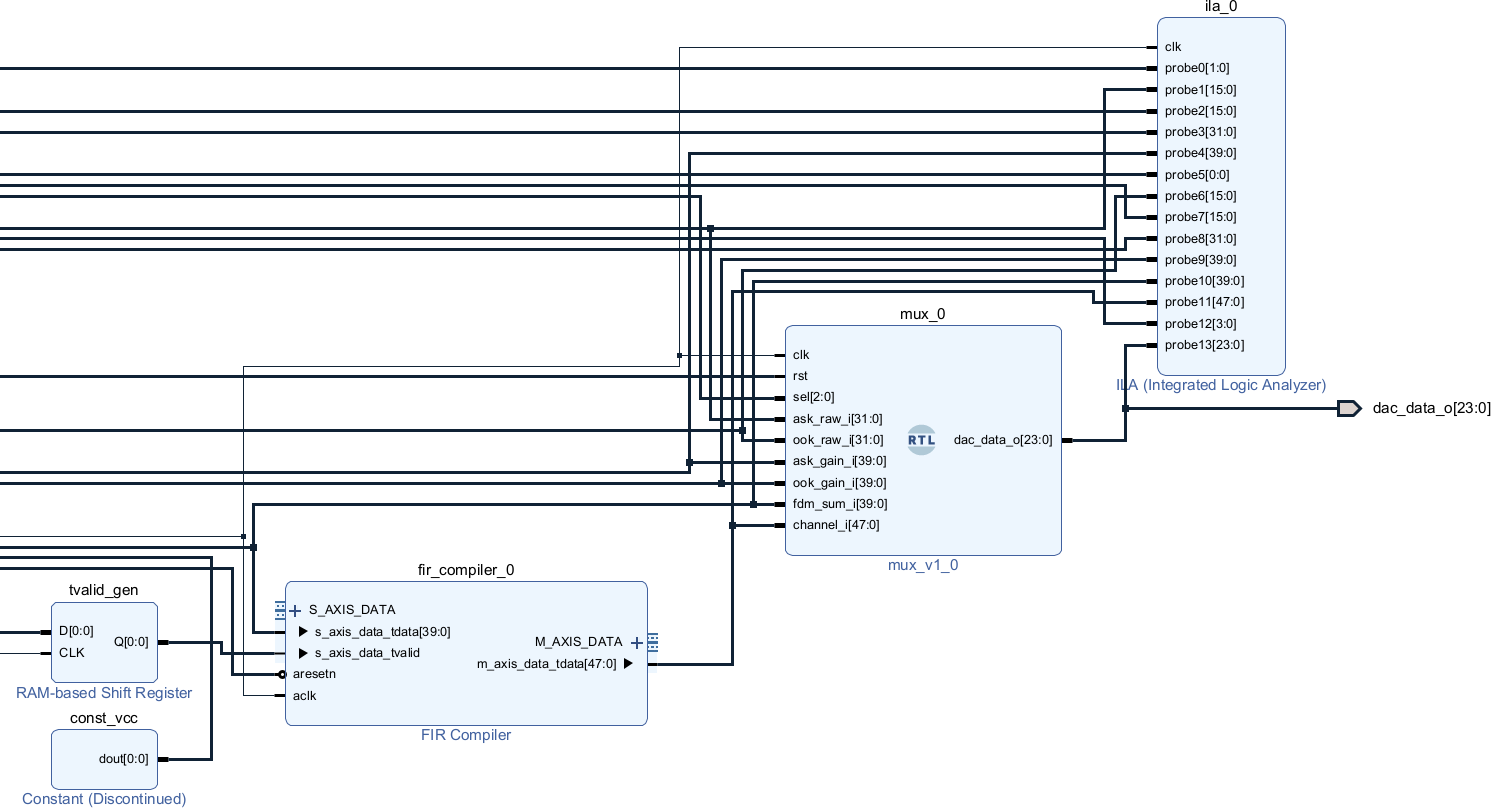 ila_0
clk
probe0[1:0]
probe1[15:0]
probe2[15:0]
probe3[31:0]
probe4[39:0]
probe5[0:0]
probe6[15:0]
probe7[15:0]
probe8[31:0]
probe9[39:0]
probe10[39:0]
probe11[47:0]
probe12[3:0]
probe13[23:0]
ILA (Integrated Logic Analyzer)
dac_data_o[23:0]
mux_0
clk
rst
sel[2:0]
ask_raw_i[31:0]
ook_raw_i[31:0]
ask_gain_i[39:0]
ook_gain_i[39:0]
fdm_sum_i[39:0]
channel_i[47:0]
RTL
dac_data_o[23:0]
mux_v1_0
fir_compiler_0
S_AXIS_DATA
s_axis_data_tdata[39:0]
s_axis_data_tvalid
aresetn
aclk
M_AXIS_DATA
m_axis_data_tdata[47:0]
FIR Compiler
tvalid_gen
D[0:0]
CLK
Q[0:0]
RAM-based Shift Register
const_vcc
dout[0:0]
Constant (Discontinued)